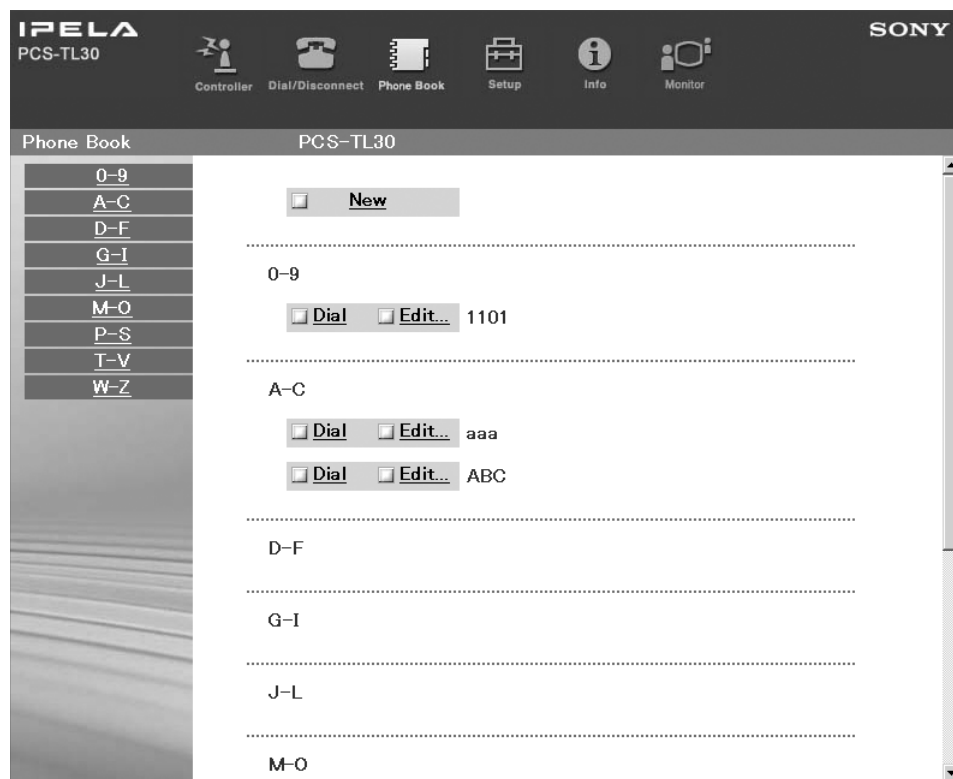 IPELA
SONY
PCS-TL30
Controller Dial/Disconnect Phone Book Setup Info Monitor
Phone Book PCS-TL30
0-9
A-C
D-F
G-I
J-L
M-O
P-S
T-V
W-Z
New
0-9
Dial Edit... 1101
A-C
Dial Edit... aaa
Dial Edit... ABC
D-F
G-I
J-L
M-O